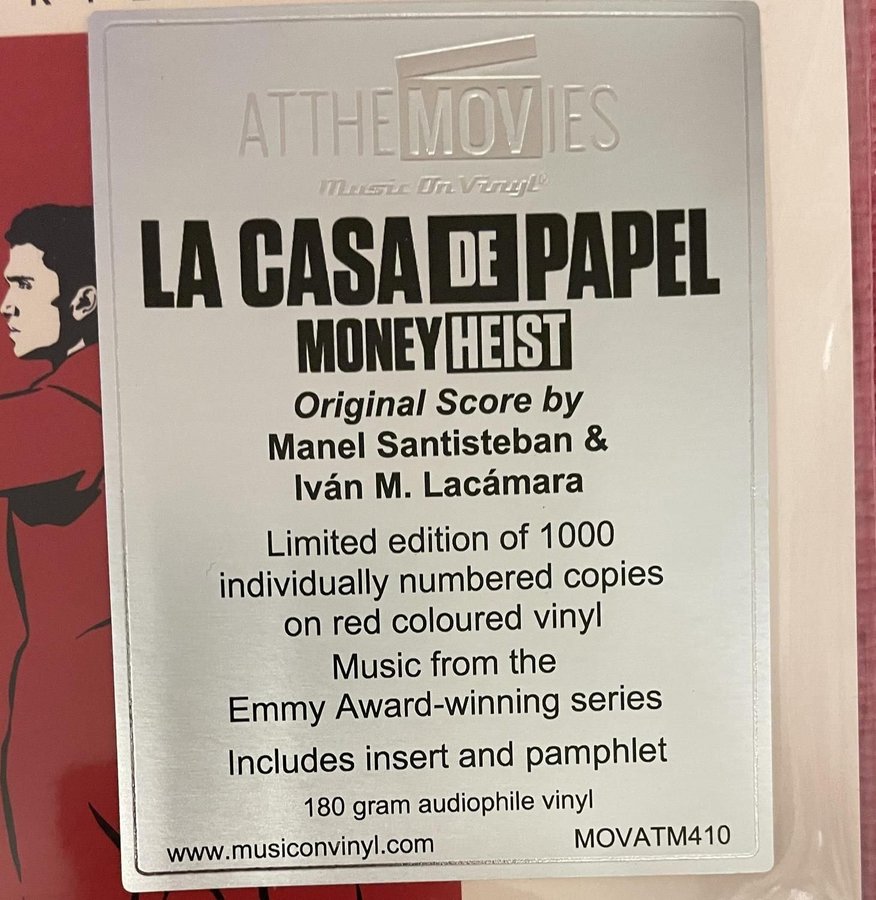 ATTHEMOVIES
Music On Vinyl®
LA CASA DE PAPEL
MONEY HEIST
Original Score by
Manel Santisteban &
Iván M. Lacámara
Limited edition of 1000
individually numbered copies
on red coloured vinyl
Music from the
Emmy Award-winning series
Includes insert and pamphlet
180 gram audiophile vinyl
www.musiconvinyl.com MOVATM410